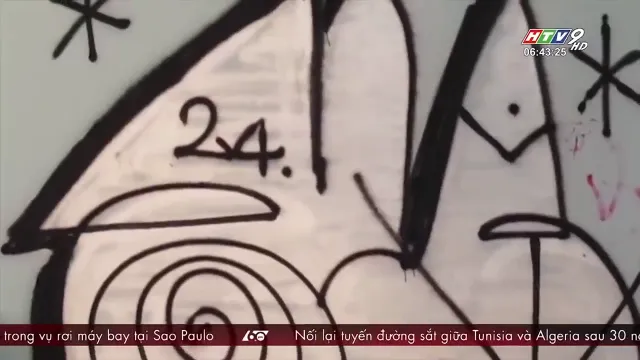 HTV9 HD
06:43:25
24.
trong vụ rơi máy bay tại Sao Paulo 60 Nối lại tuyến đường sắt giữa Tunisia và Algeria sau 30 n